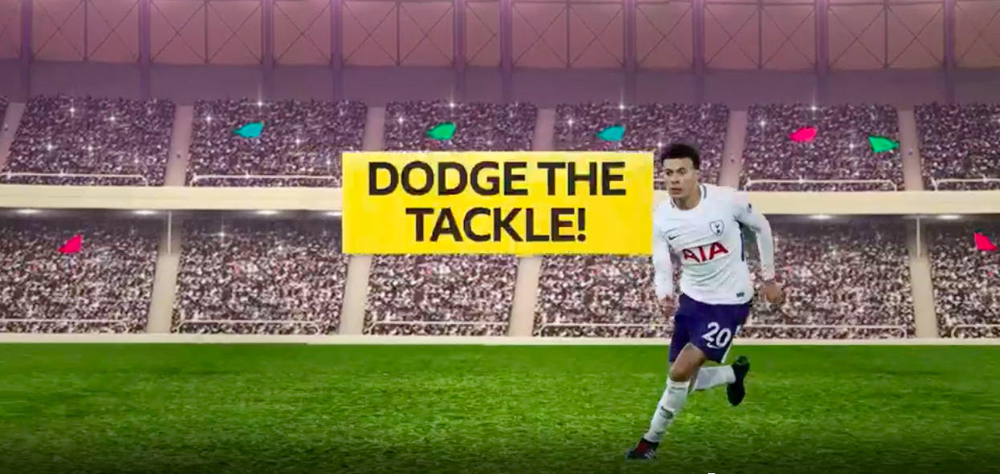 DODGE THE
TACKLE!
AIA
20